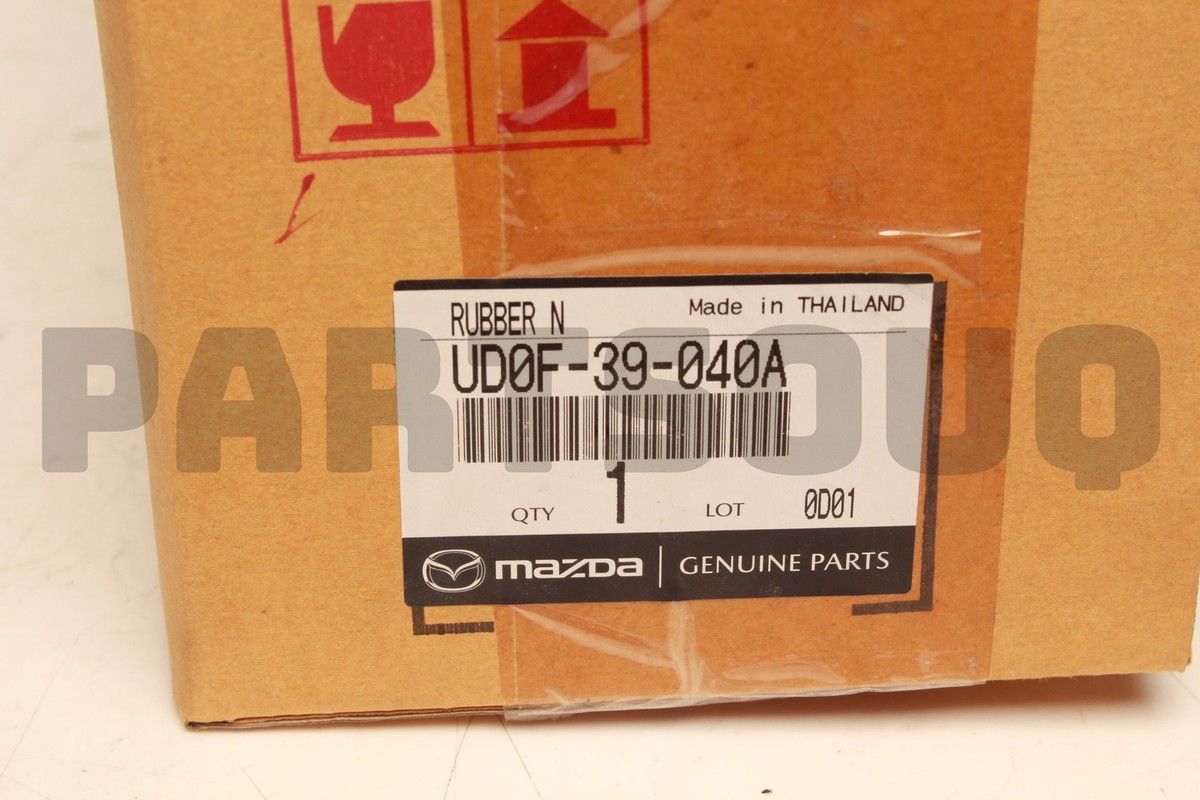 RUBBER N
Made in THAILAND
UD0F-39-040A
QTY 1 LOT 0D01
mazda GENUINE PARTS
PARTSOUQ